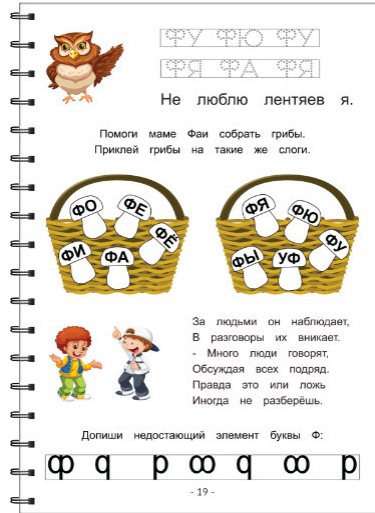 ФУ ФЮ ФУ
ФЯ ФА ФЯ
Не люблю лентяев я.
Помоги маме Фаи собрать грибы.
Приклей грибы на такие же слоги.
ФО ФЕ ФЁ ФИ ФА
ФЯ ФЮ ФУ ФЫ УФ
За людьми он наблюдает,
В разговоры их вникает.
- Много люди говорят,
Обсуждая всех подряд.
Правда это или ложь
Иногда не разберёшь.
Допиши недостающий элемент буквы Ф:
ф q p ꝏ q ꝏ p
- 19 -